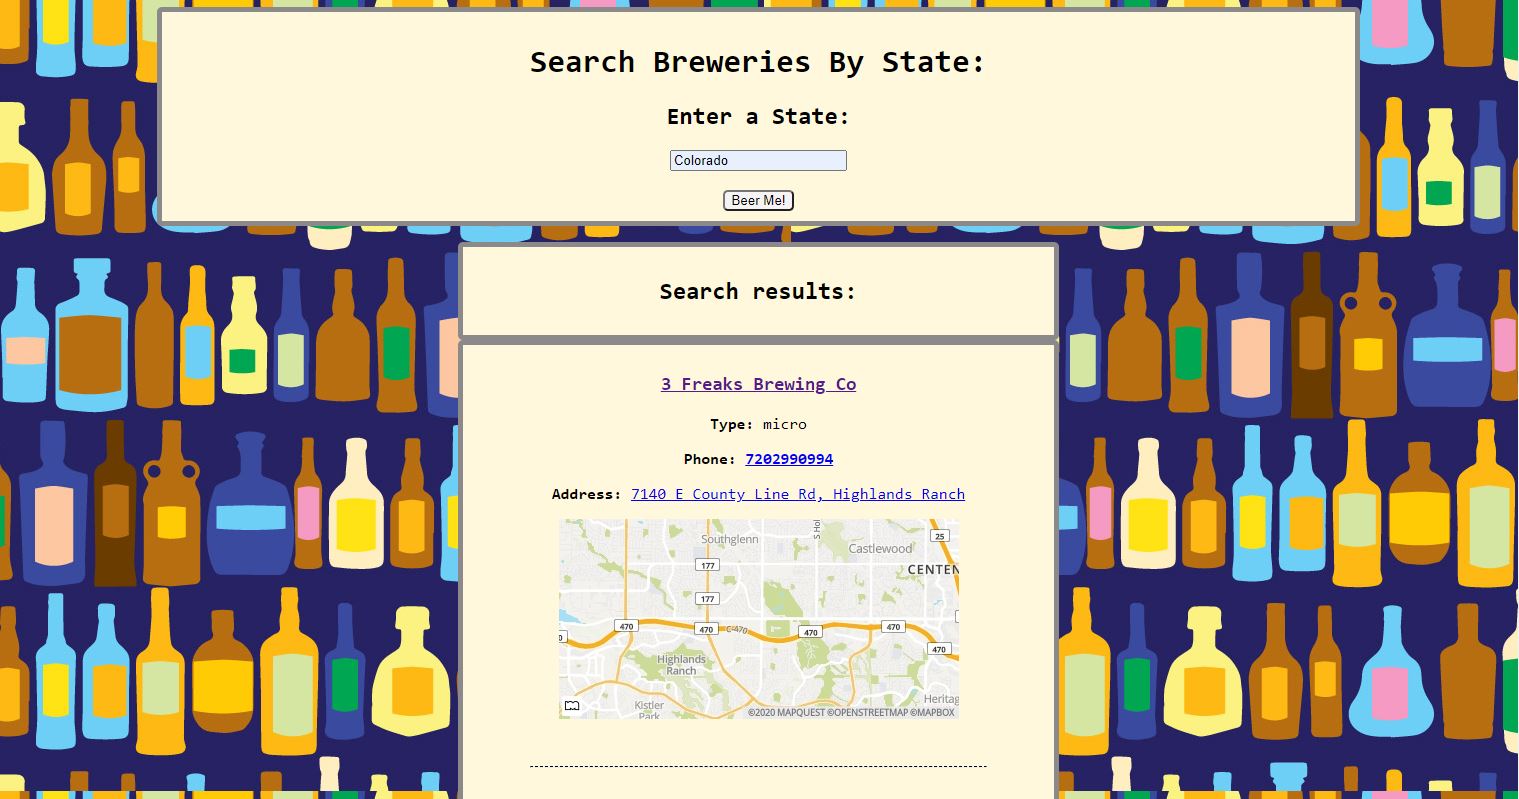 Search Breweries By State:
Enter a State:
Colorado
Beer Me!
Search results:
3 Freaks Brewing Co
Type: micro
Phone: 7202990994
Address: 7140 E County Line Rd, Highlands Ranch
Southglenn
S Hol
Castlewood
25
177
CENTEN
177
470
470
C-470
470
470
470
Highlands
Ranch
Heritag
Kistler
Park
©2020 MAPQUEST ©OPENSTREETMAP ©MAPBOX